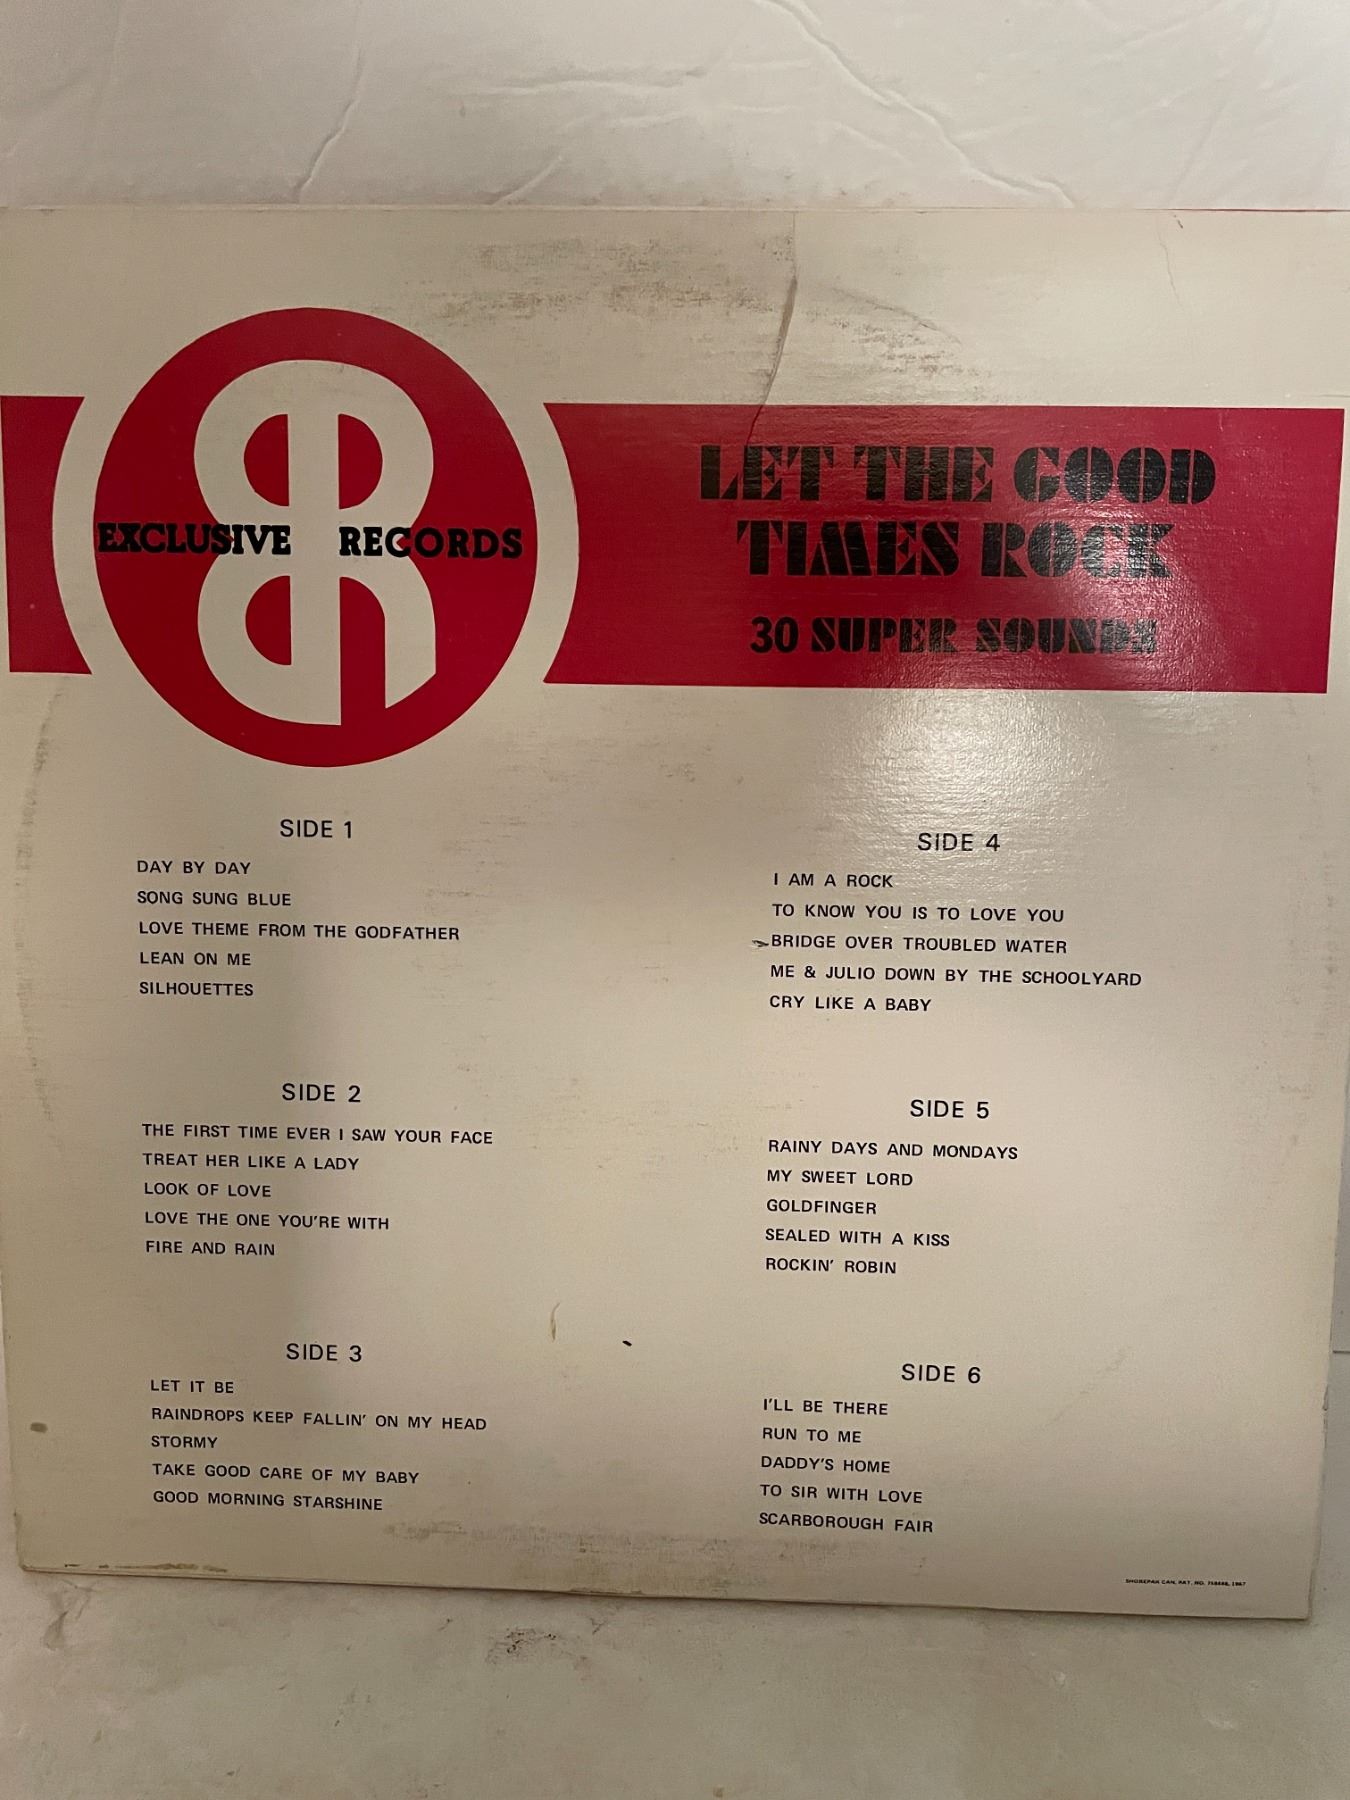 EXCLUSIVE RECORDS
LET THE GOOD
TIMES ROCK
30 SUPER SOUNDS
SIDE 1
DAY BY DAY
SONG SUNG BLUE
LOVE THEME FROM THE GODFATHER
LEAN ON ME
SILHOUETTES
SIDE 2
THE FIRST TIME EVER I SAW YOUR FACE
TREAT HER LIKE A LADY
LOOK OF LOVE
LOVE THE ONE YOU'RE WITH
FIRE AND RAIN
SIDE 3
LET IT BE
RAINDROPS KEEP FALLIN' ON MY HEAD
STORMY
TAKE GOOD CARE OF MY BABY
GOOD MORNING STARSHINE
SIDE 4
I AM A ROCK
TO KNOW YOU IS TO LOVE YOU
BRIDGE OVER TROUBLED WATER
ME & JULIO DOWN BY THE SCHOOLYARD
CRY LIKE A BABY
SIDE 5
RAINY DAYS AND MONDAYS
MY SWEET LORD
GOLDFINGER
SEALED WITH A KISS
ROCKIN' ROBIN
SIDE 6
I'LL BE THERE
RUN TO ME
DADDY'S HOME
TO SIR WITH LOVE
SCARBOROUGH FAIR
CAN. PAT. NO. 1967